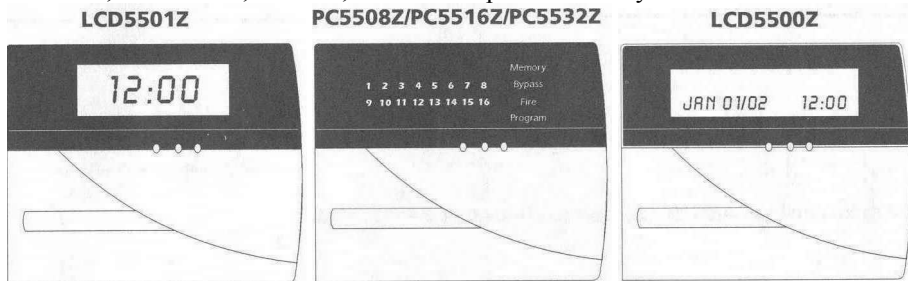 LCD5501Z
PC5508Z/PC5516Z/PC5532Z
LCD5500Z
12:00
Memory
1 2 3 4 5 6 7 8 Bypass
9 10 11 12 13 14 15 16 Fire
Program
JAN 01/02 12:00